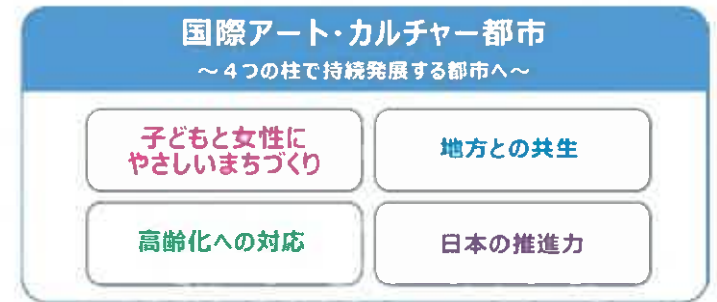 国際アート・カルチャー都市
～4つの柱で持続発展する都市へ～
子どもと女性に
やさしいまちづくり
地方との共生
高齢化への対応
日本の推進力